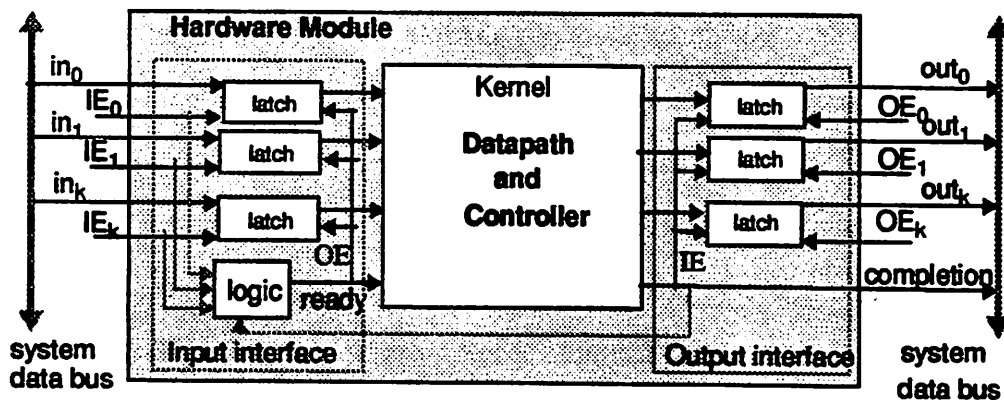 Hardware Module
in0
IE0
in1
IE1
ink
IEk
latch
latch
latch
logic
OE
ready
Input interface
Kernel
Datapath
and
Controller
latch
latch
latch
IE
Output interface
out0
OE0
out1
OE1
outk
OEk
completion
system
data bus
system
data bus